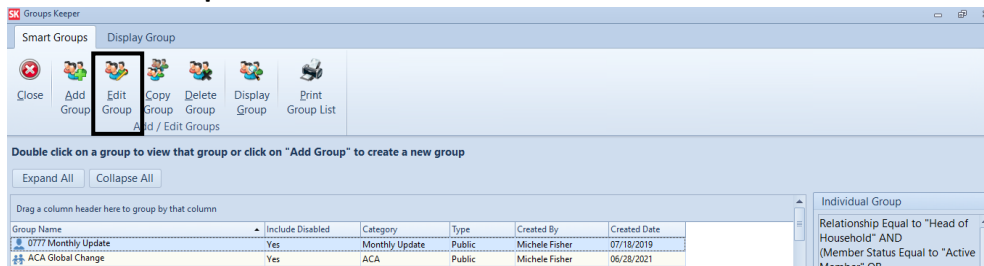 SK Groups Keeper
Smart Groups Display Group
Close Add Group Edit Group Copy Group Delete Group Display Group Print Group List
Add / Edit Groups
Double click on a group to view that group or click on "Add Group" to create a new group
Expand All Collapse All
Drag a column header here to group by that column
Group Name Include Disabled Category Type Created By Created Date
0777 Monthly Update Yes Monthly Update Public Michele Fisher 07/18/2019
ACA Global Change Yes ACA Public Michele Fisher 06/28/2021
Individual Group
Relationship Equal to "Head of
Household" AND
(Member Status Equal to "Active
Member" OR